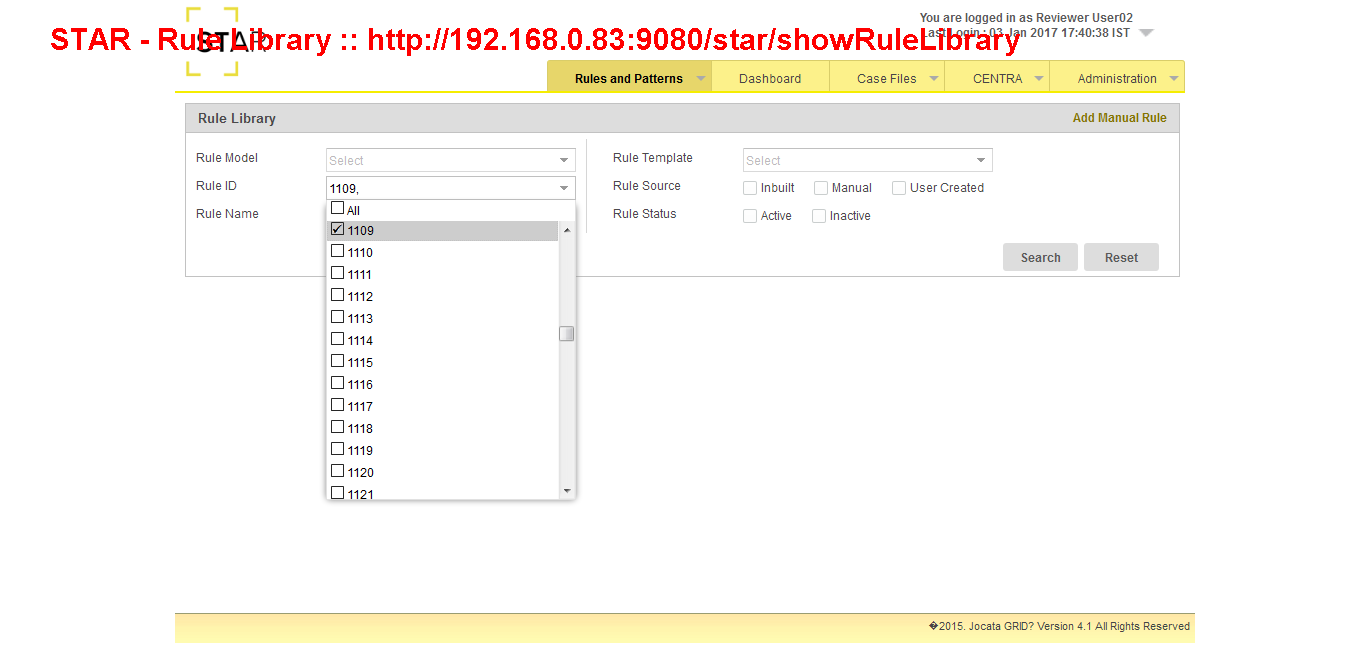 You are logged in as Reviewer User02
STAR - Rule Library :: http://192.168.0.83:9080/star/showRuleLibrary
STAR
Last Login : 03 Jan 2017 17:40:38 IST
Rules and Patterns Dashboard Case Files CENTRA Administration
Rule Library Add Manual Rule
Rule Model Select Rule Template Select
Rule ID 1109, Rule Source Inbuilt Manual User Created
Rule Name Rule Status Active Inactive
All
1109
1110
Search Reset
1111
1112
1113
1114
1115
1116
1117
1118
1119
1120
1121
�2015. Jocata GRID? Version 4.1 All Rights Reserved